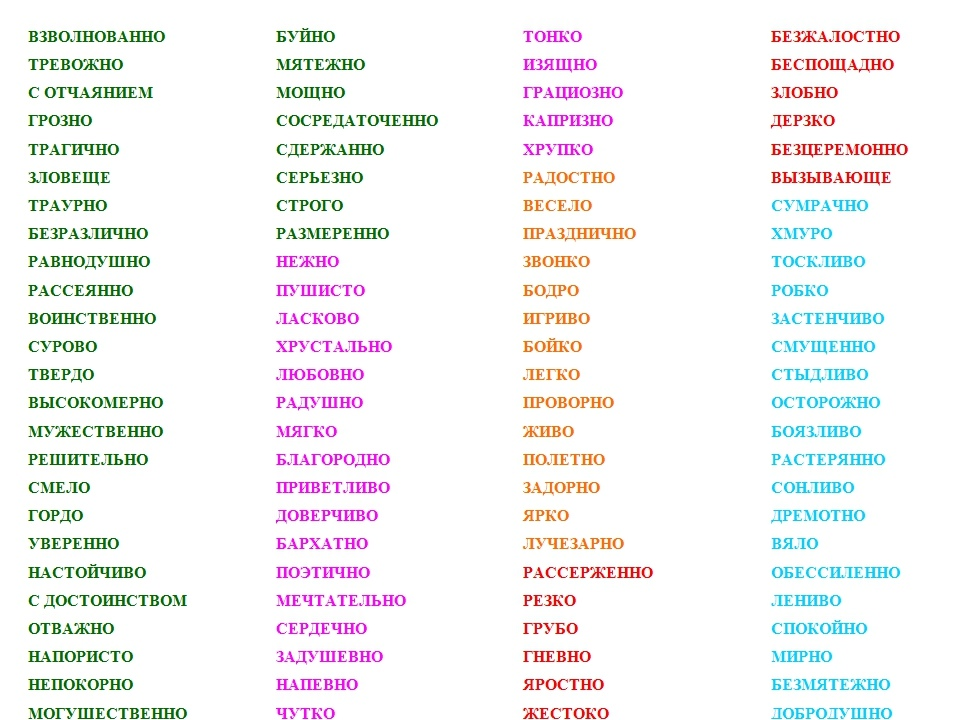 ВЗВОЛНОВАННО
ТРЕВОЖНО
С ОТЧАЯНИЕМ
ГРОЗНО
ТРАГИЧНО
ЗЛОВЕЩЕ
ТРАУРНО
БЕЗРАЗЛИЧНО
РАВНОДУШНО
РАССЕЯННО
ВОИНСТВЕННО
СУРОВО
ТВЕРДО
ВЫСОКОМЕРНО
МУЖЕСТВЕННО
РЕШИТЕЛЬНО
СМЕЛО
ГОРДО
УВЕРЕННО
НАСТОЙЧИВО
С ДОСТОИНСТВОМ
ОТВАЖНО
НАПОРИСТО
НЕПОКОРНО
МОГУЩЕСТВЕННО
БУЙНО
МЯТЕЖНО
МОЩНО
СОСРЕДАТОЧЕННО
СДЕРЖАННО
СЕРЬЕЗНО
СТРОГО
РАЗМЕРЕННО
НЕЖНО
ПУШИСТО
ЛАСКОВО
ХРУСТАЛЬНО
ЛЮБОВНО
РАДУШНО
МЯГКО
БЛАГОРОДНО
ПРИВЕТЛИВО
ДОВЕРЧИВО
БАРХАТНО
ПОЭТИЧНО
МЕЧТАТЕЛЬНО
СЕРДЕЧНО
ЗАДУШЕВНО
НАПЕВНО
ЧУТКО
ТОНКО
ИЗЯЩНО
ГРАЦИОЗНО
КАПРИЗНО
ХРУПКО
РАДОСТНО
ВЕСЕЛО
ПРАЗДНИЧНО
ЗВОНКО
БОДРО
ИГРИВО
БОЙКО
ЛЕГКО
ПРОВОРНО
ЖИВО
ПОЛЕТНО
ЗАДОРНО
ЯРКО
ЛУЧЕЗАРНО
РАССЕРЖЕННО
РЕЗКО
ГРУБО
ГНЕВНО
ЯРОСТНО
ЖЕСТОКО
БЕЗЖАЛОСТНО
БЕСПОЩАДНО
ЗЛОБНО
ДЕРЗКО
БЕЗЦЕРЕМОННО
ВЫЗЫВАЮЩЕ
СУМРАЧНО
ХМУРО
ТОСКЛИВО
РОБКО
ЗАСТЕНЧИВО
СМУЩЕННО
СТЫДЛИВО
ОСТОРОЖНО
БОЯЗЛИВО
РАСТЕРЯННО
СОНЛИВО
ДРЕМОТНО
ВЯЛО
ОБЕССИЛЕННО
ЛЕНИВО
СПОКОЙНО
МИРНО
БЕЗМЯТЕЖНО
ДОБРОДУШНО